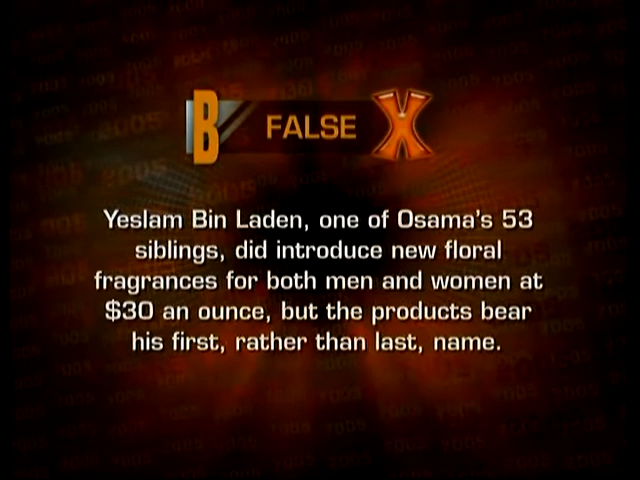 B FALSE X
Yeslam Bin Laden, one of Osama's 53
siblings, did introduce new floral
fragrances for both men and women at
$30 an ounce, but the products bear
his first, rather than last, name.
2005